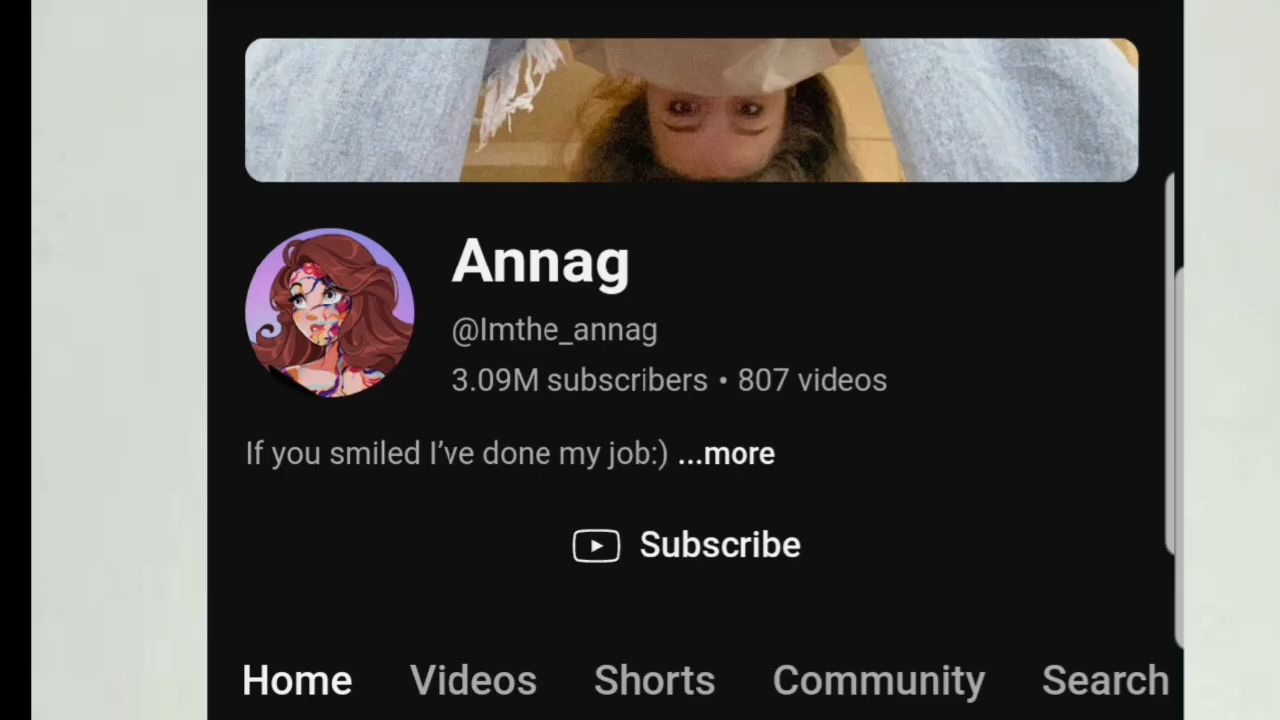 Annag
@Imthe_annag
3.09M subscribers • 807 videos
If you smiled I’ve done my job:) ...more
Subscribe
Home Videos Shorts Community Search